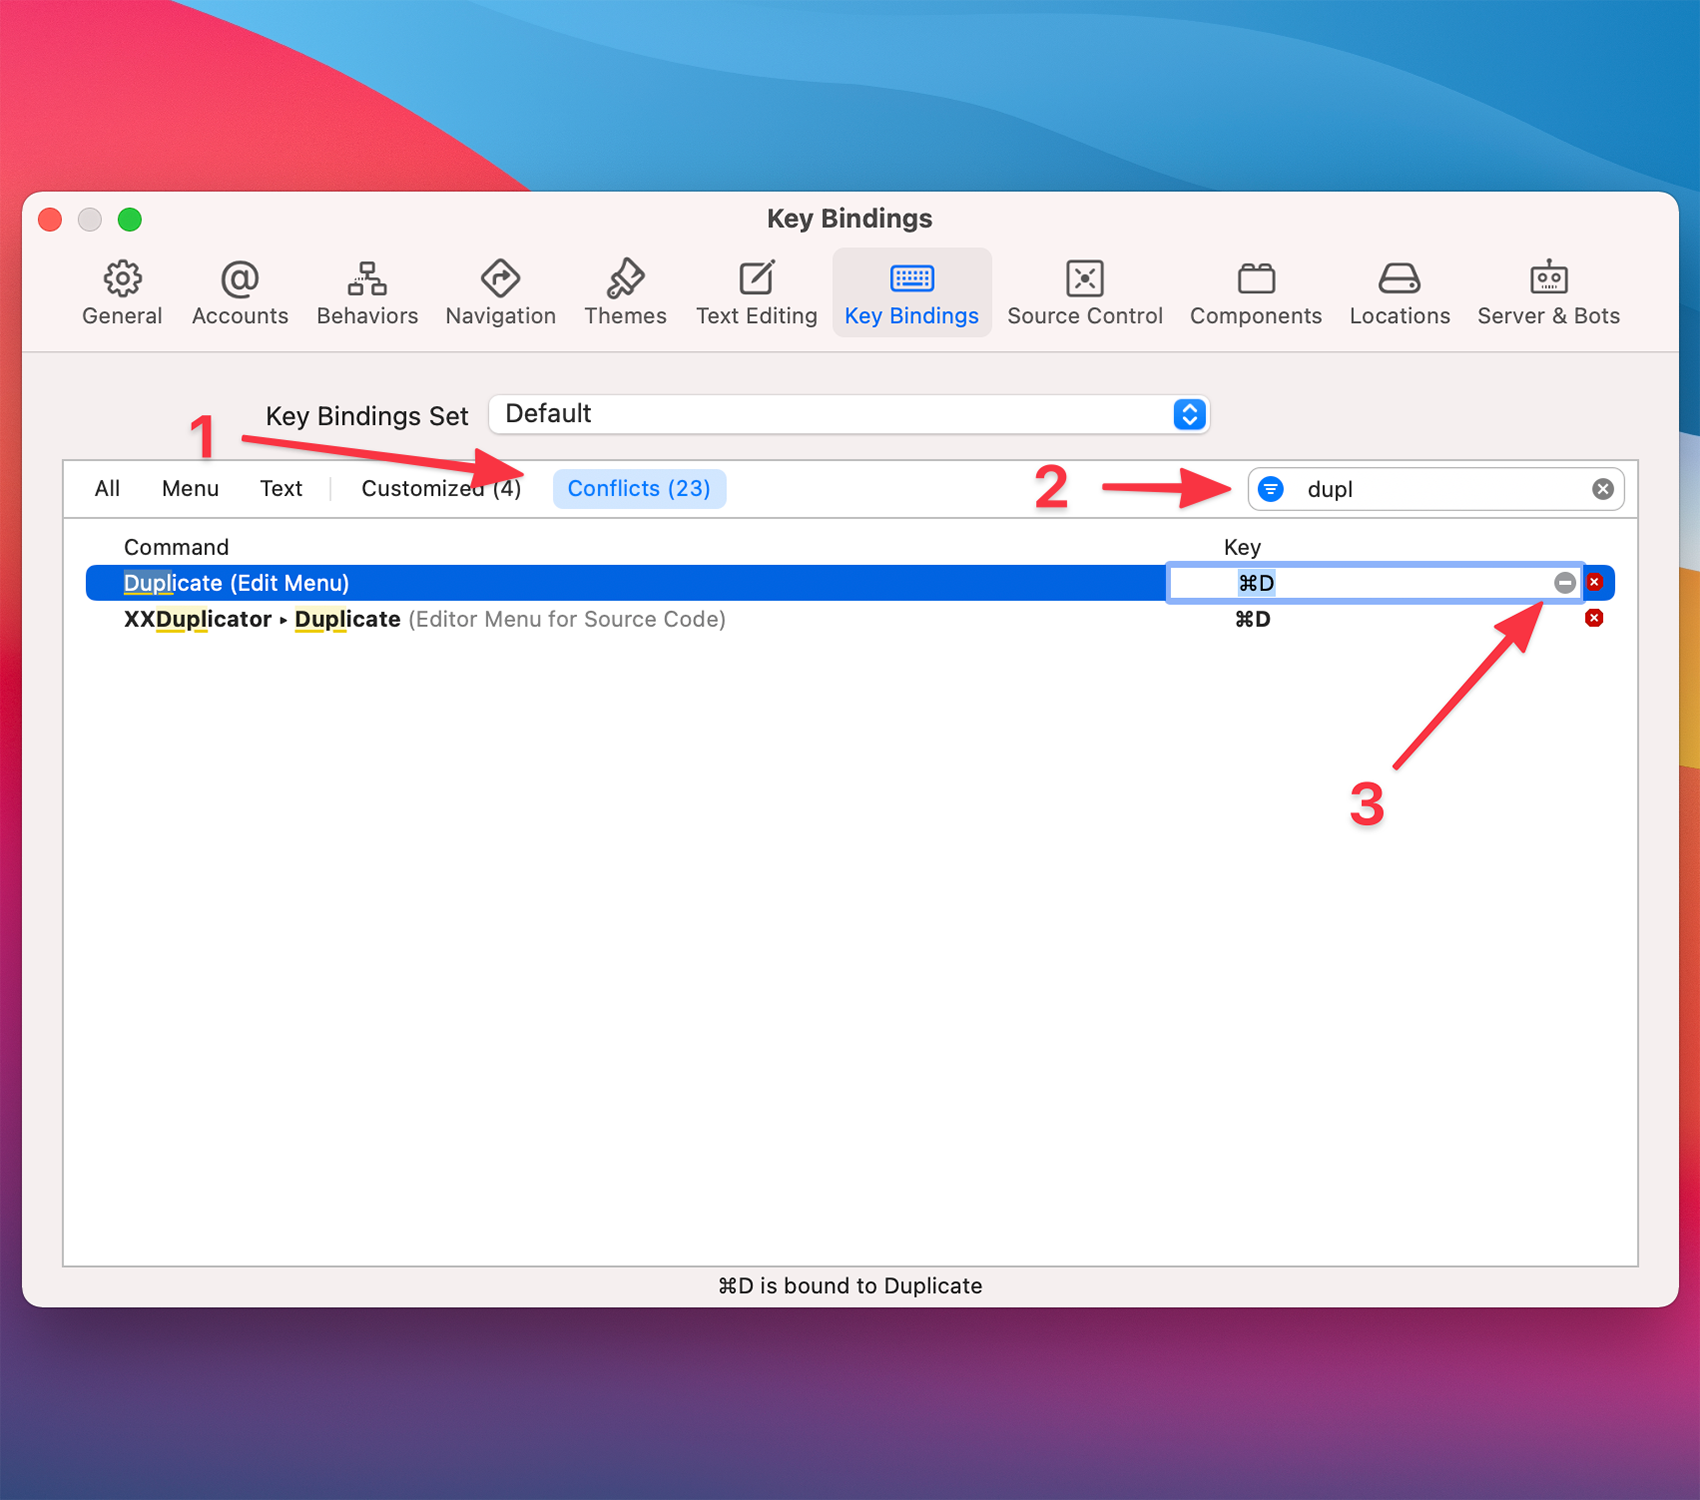 Key Bindings
General Accounts Behaviors Navigation Themes Text Editing Key Bindings Source Control Components Locations Server & Bots
Key Bindings Set Default
1
All Menu Text Customized (4) Conflicts (23)
2
dupl
Command Key
Duplicate (Edit Menu) ⌘D
XXDuplicator ▸ Duplicate (Editor Menu for Source Code) ⌘D
3
⌘D is bound to Duplicate